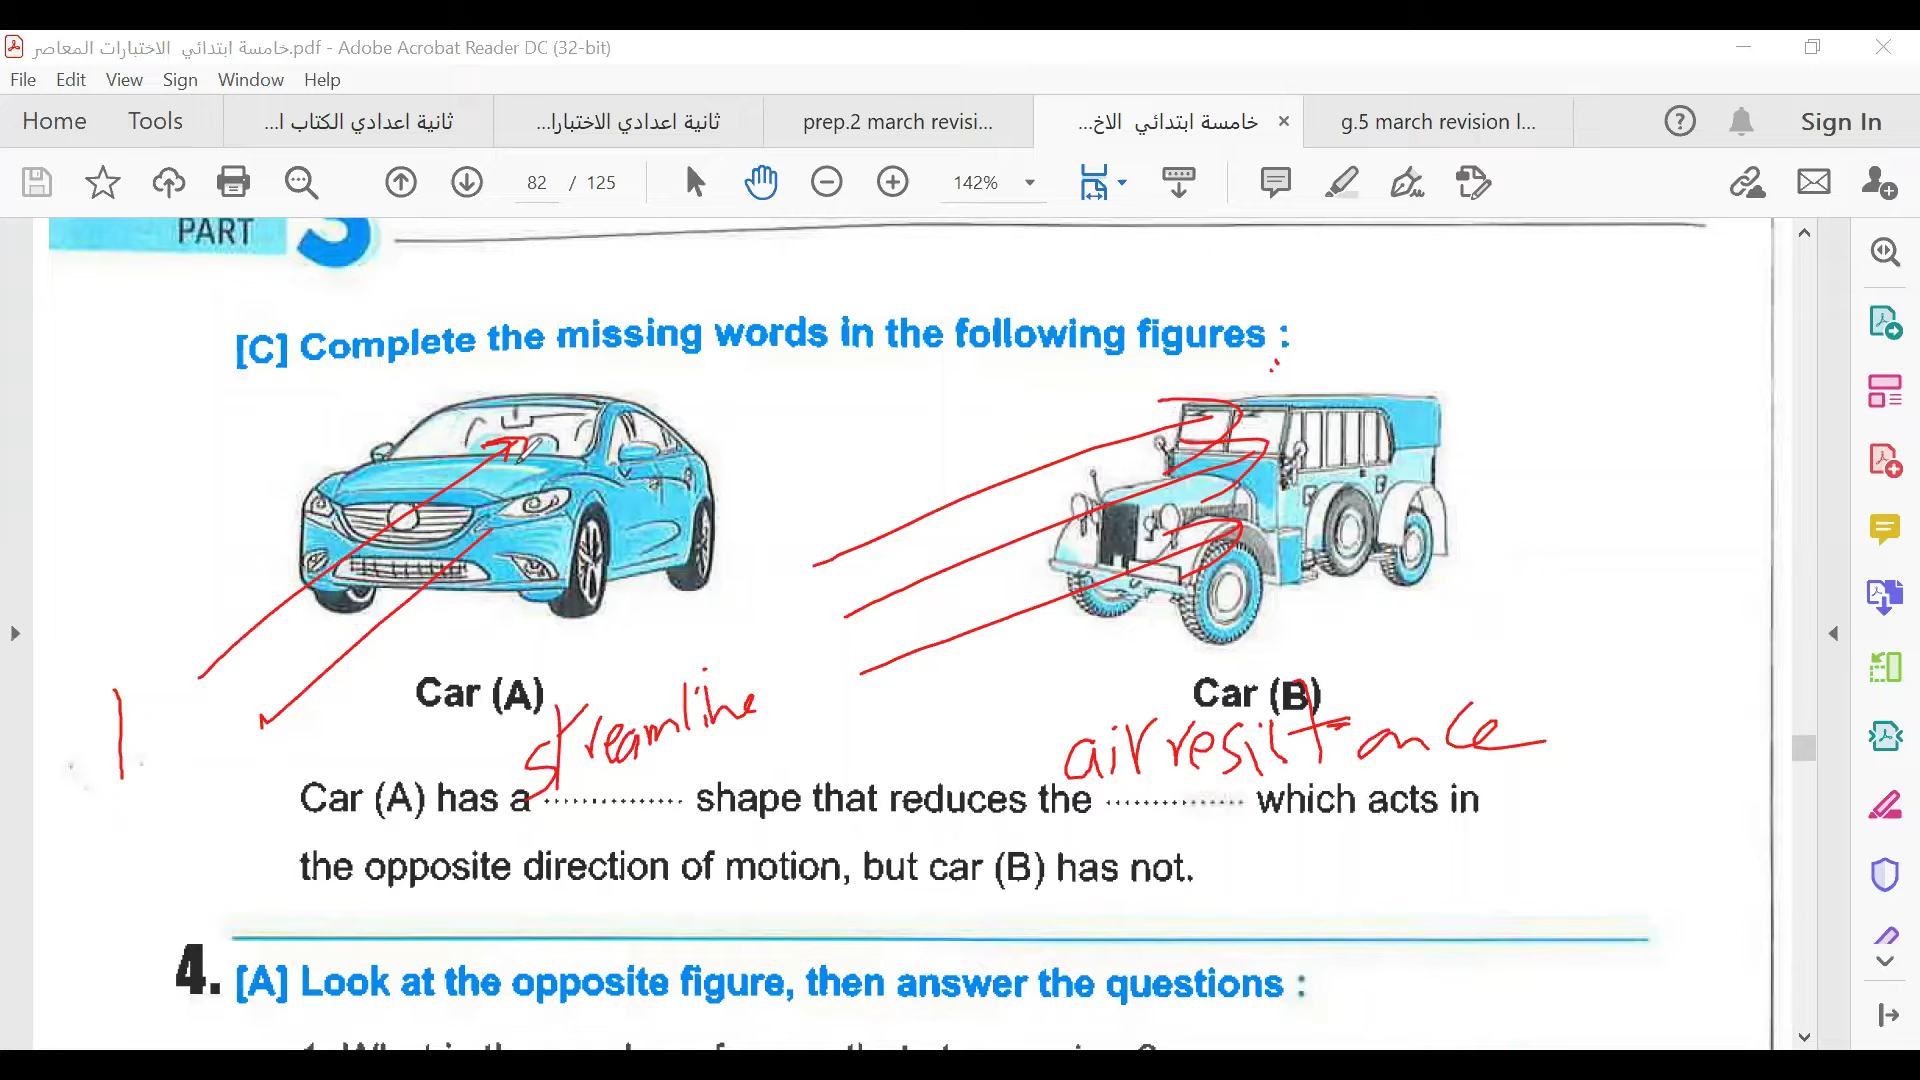 خامسة ابتدائي الاختبارات المعاصر.pdf - Adobe Acrobat Reader DC (32-bit)
File Edit View Sign Window Help
Home Tools ثانية اعدادي الكتاب ا... ثانية اعدادي الاختبارا... prep.2 march revisi... خامسة ابتدائي الاخ... × g.5 march revision l... Sign In
82 / 125 142%
PART 3
[C] Complete the missing words in the following figures :
Car (A) Car (B)
streamline air resistance
Car (A) has a ............... shape that reduces the ............... which acts in
the opposite direction of motion, but car (B) has not.
4. [A] Look at the opposite figure, then answer the questions :